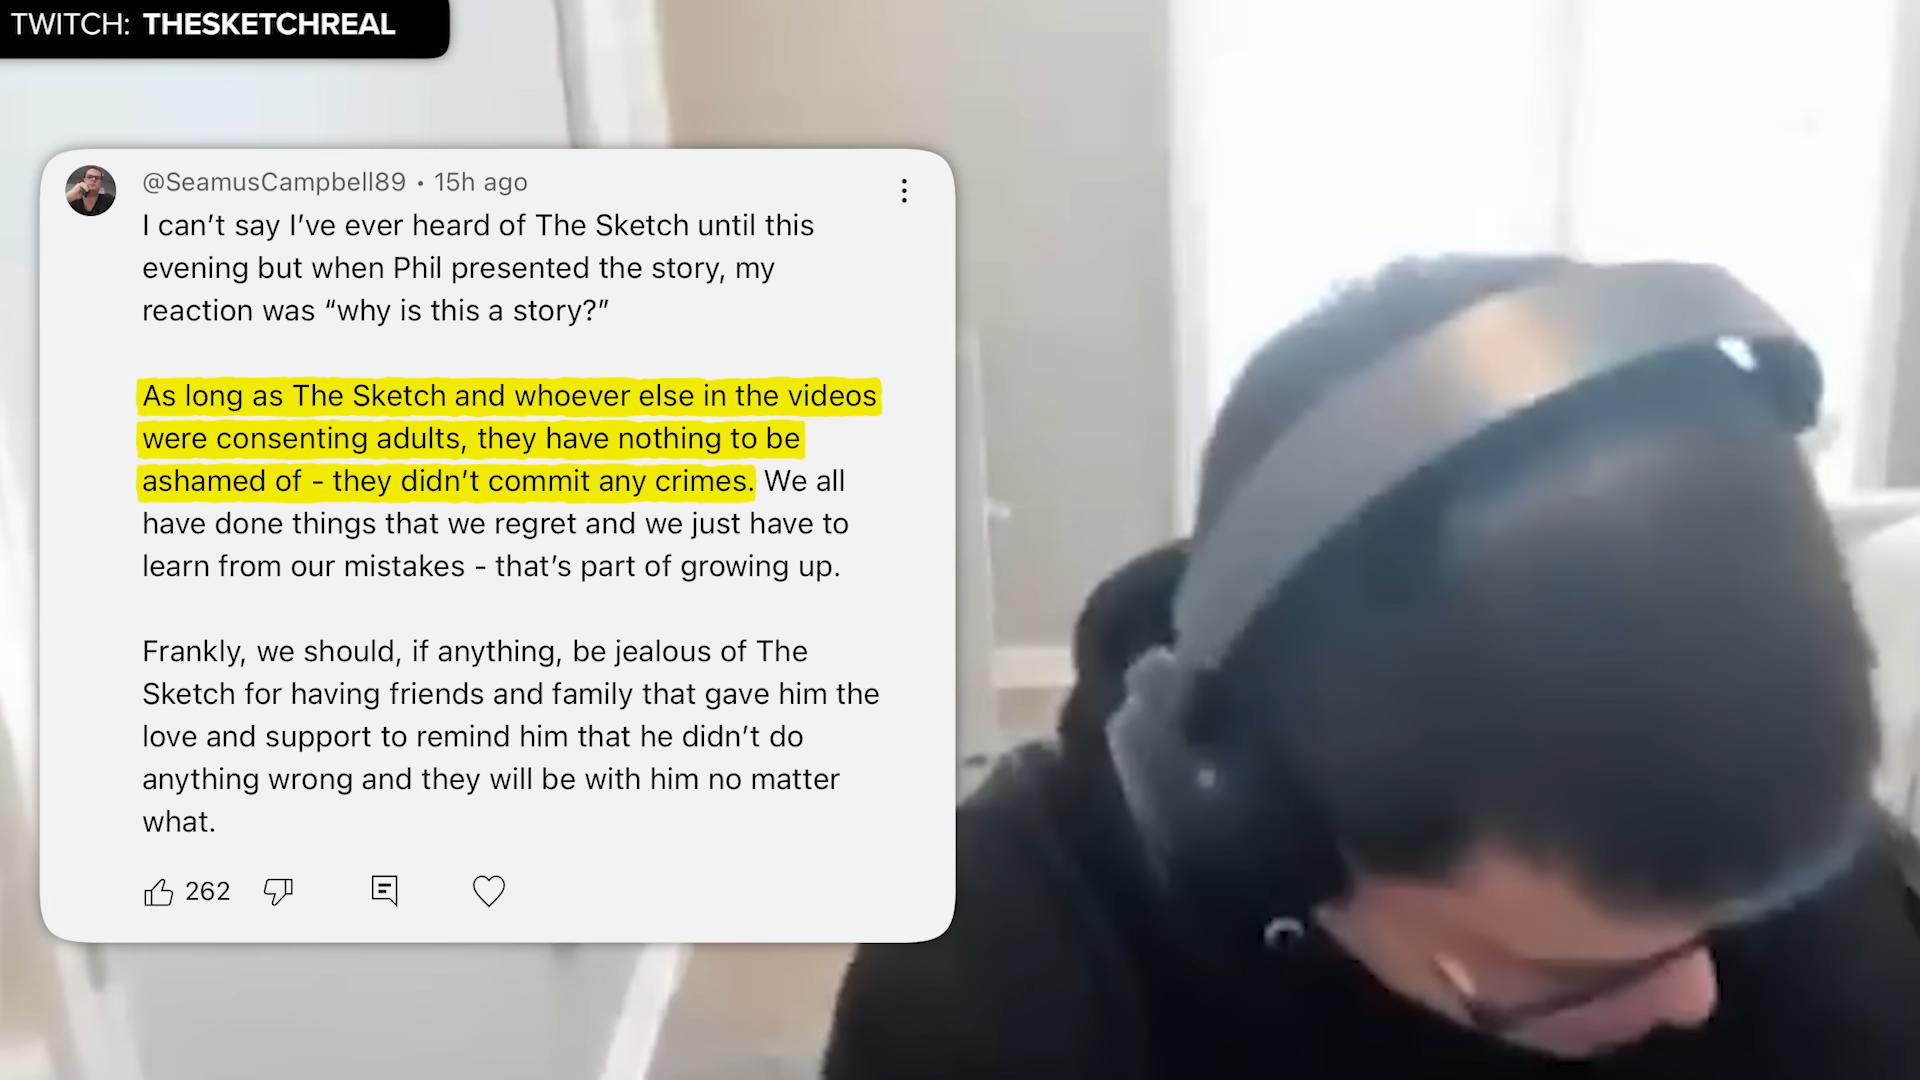 TWITCH: THESKETCHREAL
@SeamusCampbell89 • 15h ago
I can’t say I’ve ever heard of The Sketch until this
evening but when Phil presented the story, my
reaction was “why is this a story?”
As long as The Sketch and whoever else in the videos
were consenting adults, they have nothing to be
ashamed of - they didn’t commit any crimes. We all
have done things that we regret and we just have to
learn from our mistakes - that’s part of growing up.
Frankly, we should, if anything, be jealous of The
Sketch for having friends and family that gave him the
love and support to remind him that he didn’t do
anything wrong and they will be with him no matter
what.
262